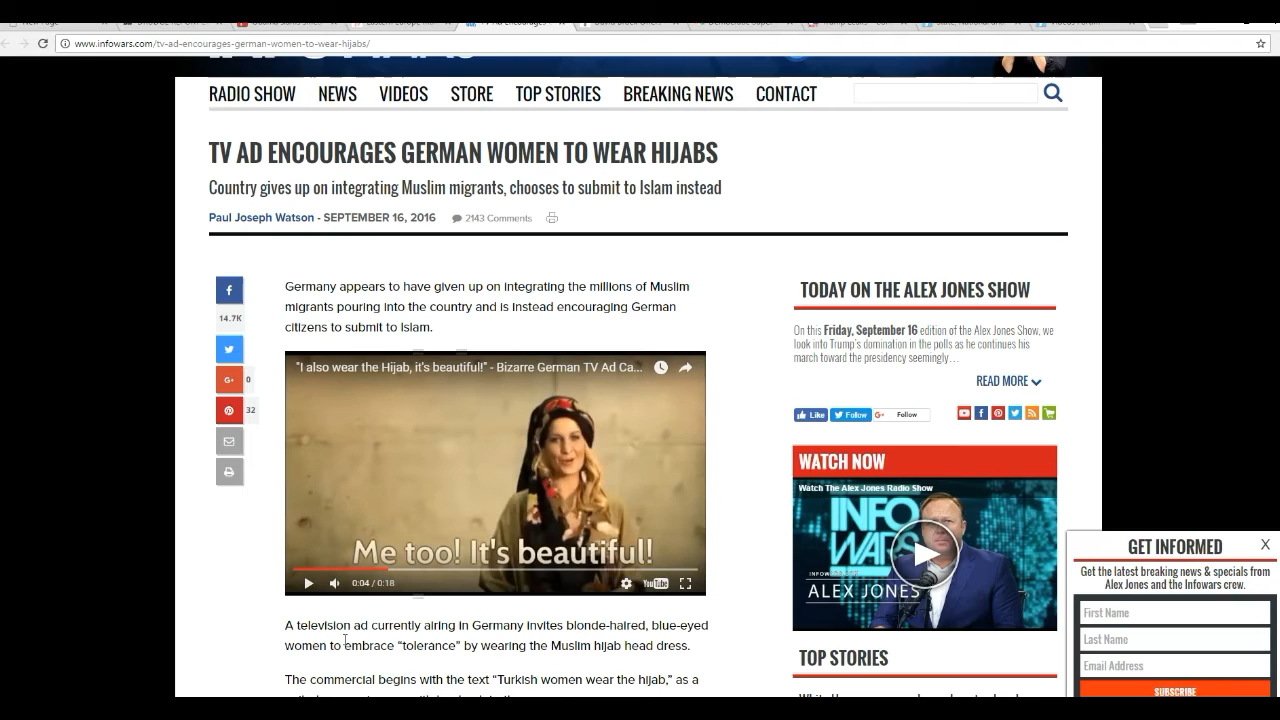 www.infowars.com/tv-ad-encourages-german-women-to-wear-hijabs/
RADIO SHOW NEWS VIDEOS STORE TOP STORIES BREAKING NEWS CONTACT
TV AD ENCOURAGES GERMAN WOMEN TO WEAR HIJABS
Country gives up on integrating Muslim migrants, chooses to submit to Islam instead
Paul Joseph Watson - SEPTEMBER 16, 2016 2143 Comments
14.7K
0
32
Germany appears to have given up on integrating the millions of Muslim
migrants pouring into the country and is instead encouraging German
citizens to submit to Islam.
"I also wear the Hijab, it's beautiful!" - Bizarre German TV Ad Ca...
Me too! It's beautiful!
0:04 / 0:18
YouTube
A television ad currently airing in Germany invites blonde-haired, blue-eyed
women to embrace “tolerance” by wearing the Muslim hijab head dress.
The commercial begins with the text “Turkish women wear the hijab,” as a
TODAY ON THE ALEX JONES SHOW
On this Friday, September 16 edition of the Alex Jones Show, we
look into Trump's domination in the polls as he continues his
march toward the presidency seemingly…
READ MORE
Like Follow G+ Follow
WATCH NOW
Watch The Alex Jones Radio Show
INFO
WARS
ALEX JONES
TOP STORIES
X
GET INFORMED
Get the latest breaking news & specials from
Alex Jones and the Infowars crew.
First Name
Last Name
Email Address
SUBSCRIBE